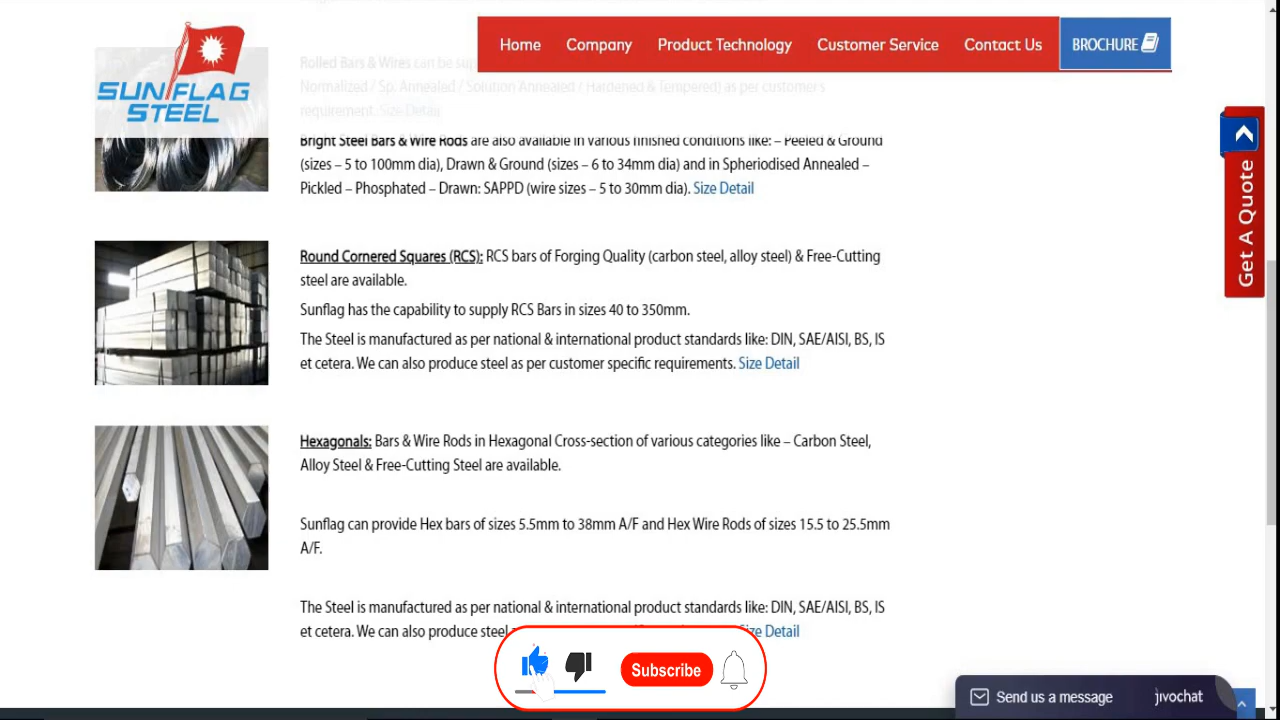 Home Company Product Technology Customer Service Contact Us BROCHURE
SUNFLAG
STEEL
Rolled Bars & Wires can be sup
Normalized / Sp. Annealed / Solution Annealed / Hardened & Tempered) as per customer's
requirement. Size Detail
Bright Steel Bars & Wire Rods are also available in various finished conditions like: – Peeled & Ground
(sizes – 5 to 100mm dia), Drawn & Ground (sizes – 6 to 34mm dia) and in Spheriodised Annealed –
Pickled – Phosphated – Drawn: SAPPD (wire sizes – 5 to 30mm dia). Size Detail
Get A Quote
Round Cornered Squares (RCS): RCS bars of Forging Quality (carbon steel, alloy steel) & Free-Cutting
steel are available.
Sunflag has the capability to supply RCS Bars in sizes 40 to 350mm.
The Steel is manufactured as per national & international product standards like: DIN, SAE/AISI, BS, IS
et cetera. We can also produce steel as per customer specific requirements. Size Detail
Hexagonals: Bars & Wire Rods in Hexagonal Cross-section of various categories like – Carbon Steel,
Alloy Steel & Free-Cutting Steel are available.
Sunflag can provide Hex bars of sizes 5.5mm to 38mm A/F and Hex Wire Rods of sizes 15.5 to 25.5mm
A/F.
The Steel is manufactured as per national & international product standards like: DIN, SAE/AISI, BS, IS
et cetera. We can also produce steel Size Detail
Subscribe
Send us a message jivochat